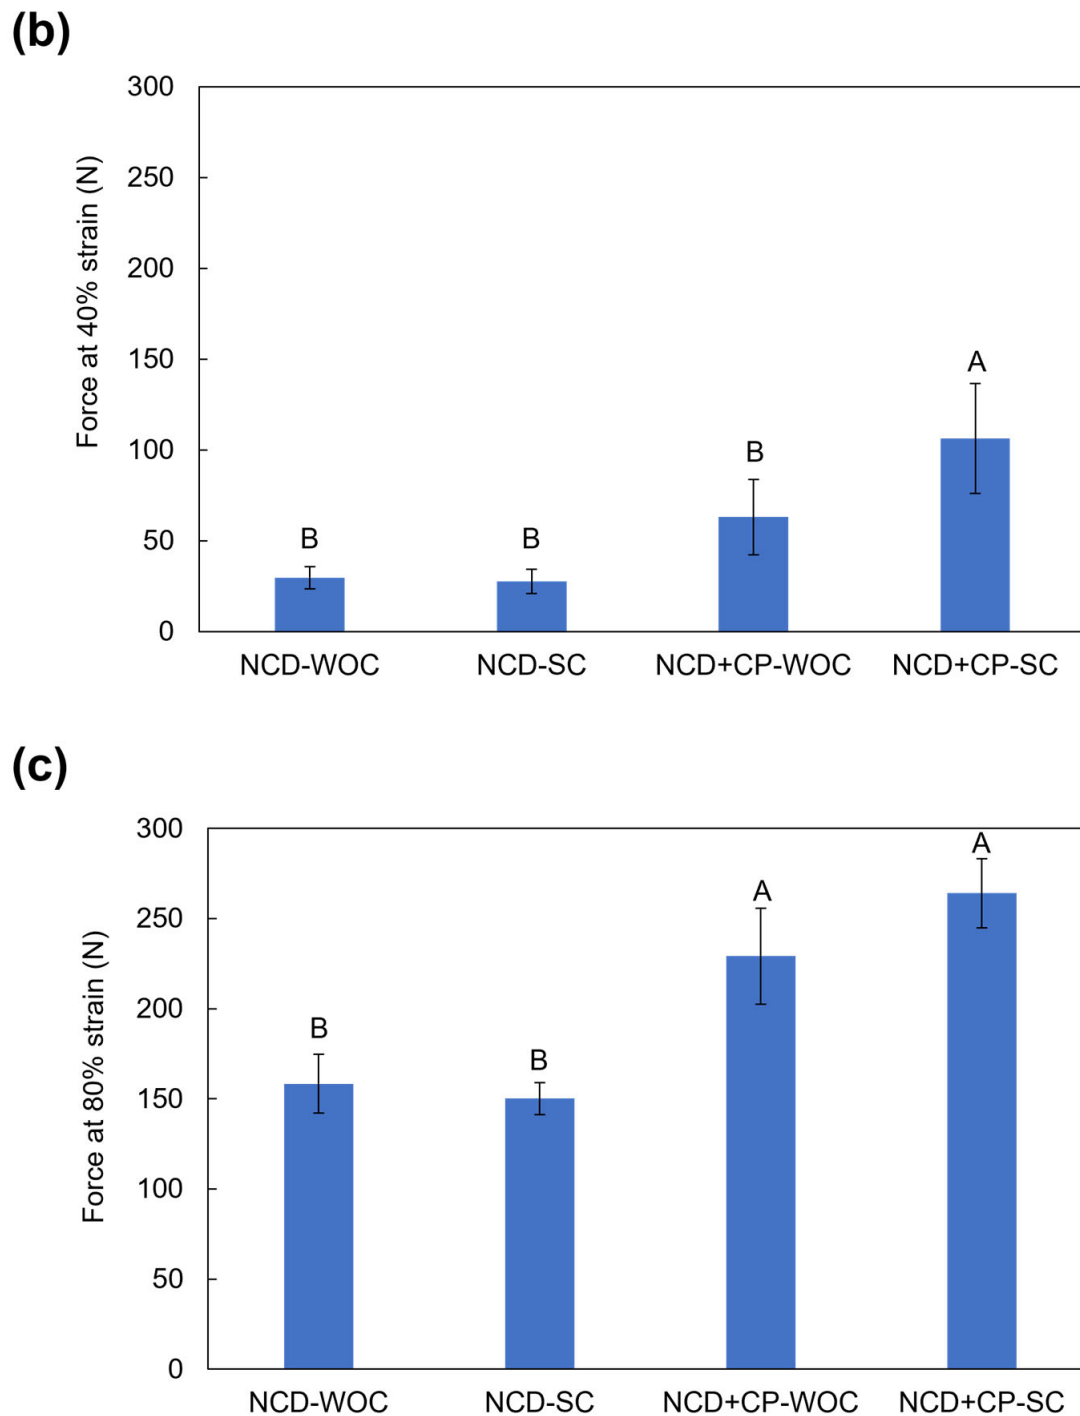 (b)
300
250
200
150
100
50
0
Force at 40% strain (N)
B
B
B
A
NCD-WOC
NCD-SC
NCD+CP-WOC
NCD+CP-SC
(c)
300
250
200
150
100
50
0
Force at 80% strain (N)
B
B
A
A
NCD-WOC
NCD-SC
NCD+CP-WOC
NCD+CP-SC